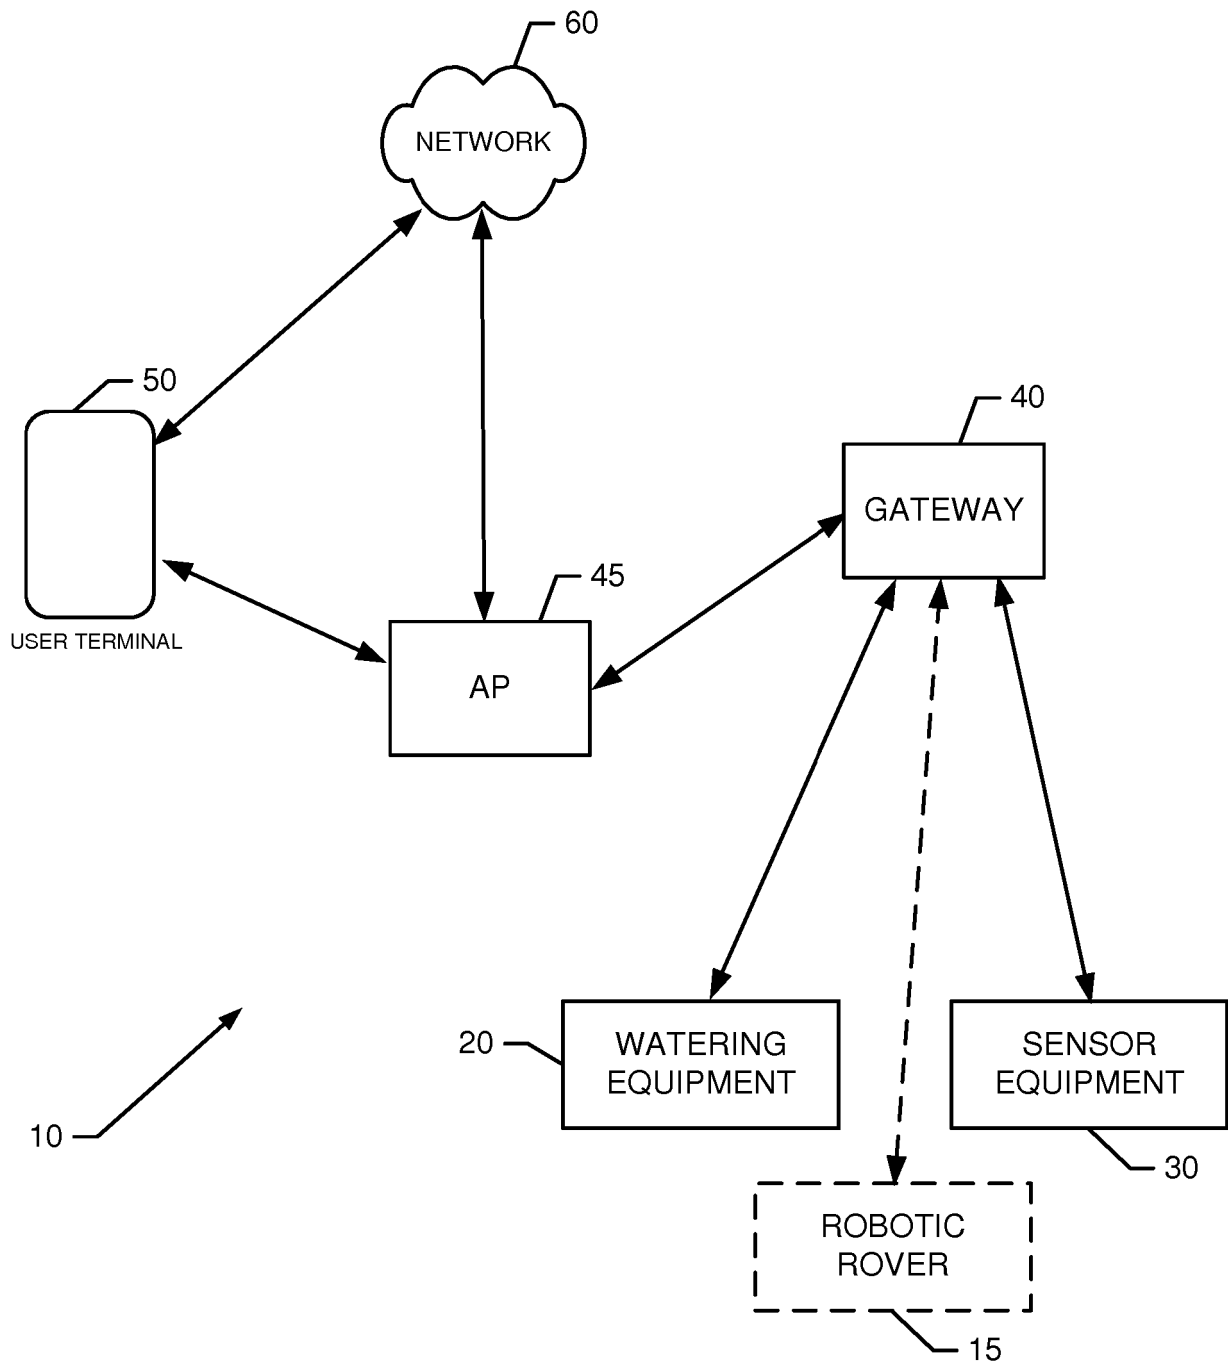 60
NETWORK
50
USER TERMINAL
40
GATEWAY
45
AP
20
WATERING
EQUIPMENT
SENSOR
EQUIPMENT
30
10
ROBOTIC
ROVER
15